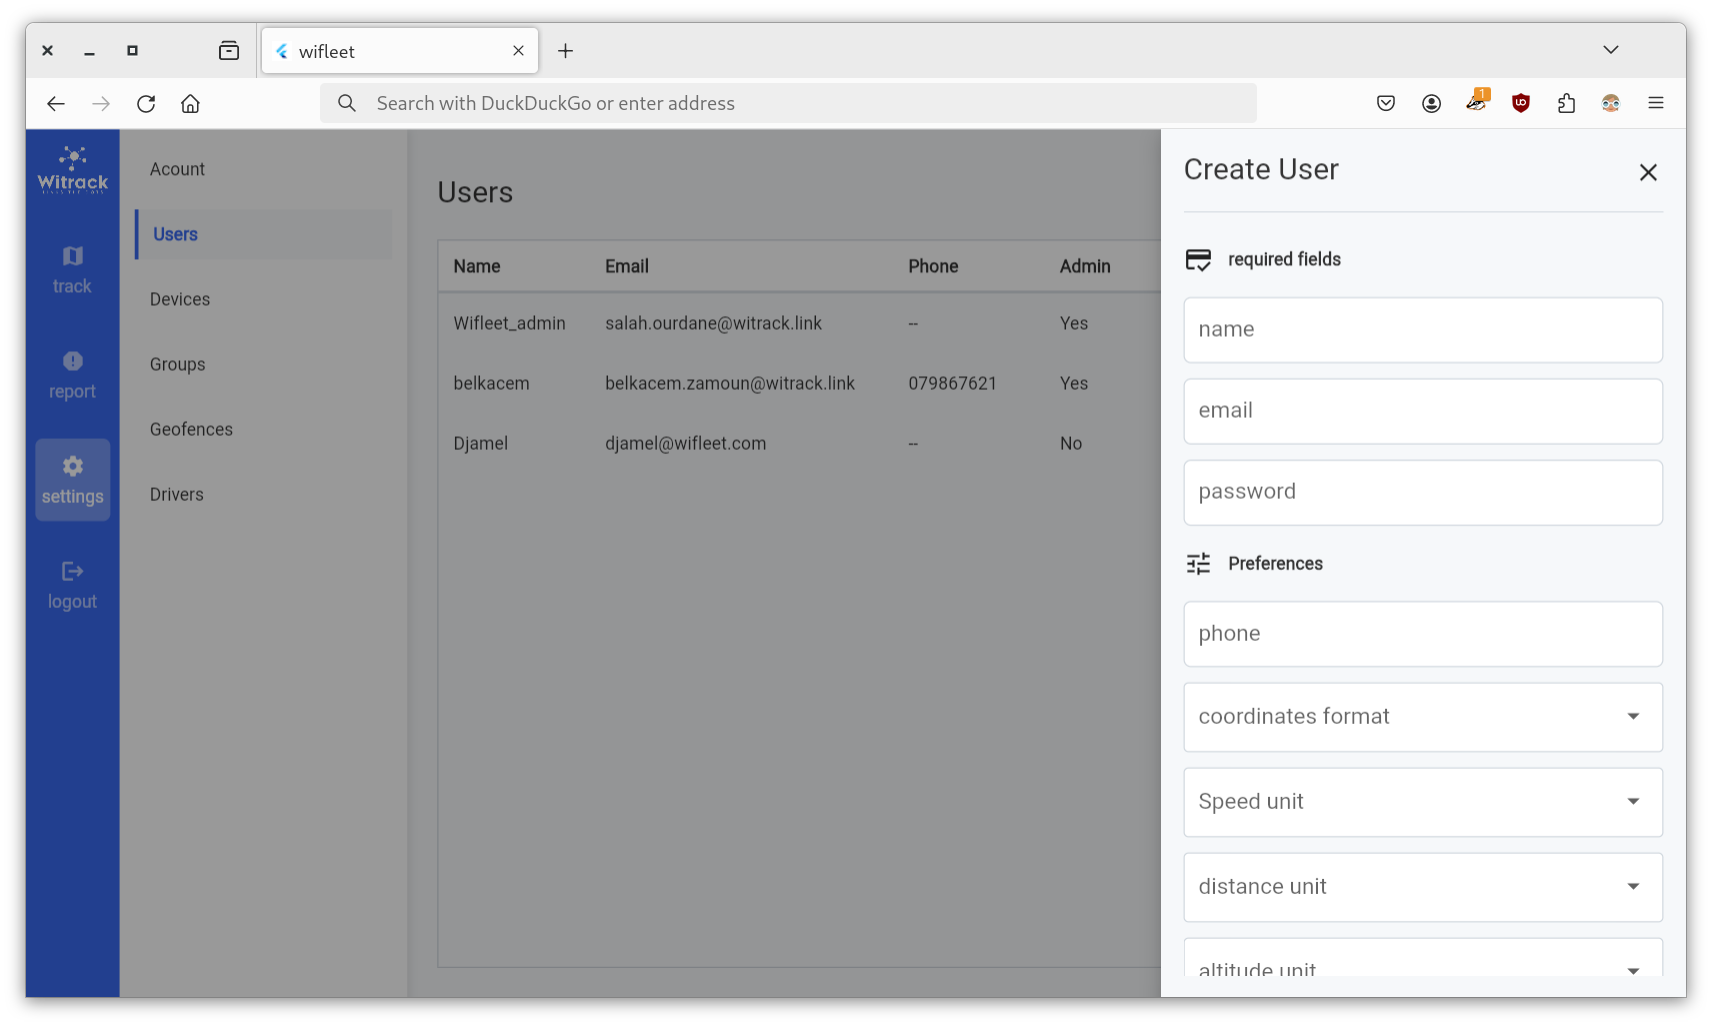 wifleet
Search with DuckDuckGo or enter address
1
Witrack
track
report
settings
logout
Acount
Users
Devices
Groups
Geofences
Drivers
Users
Name Email Phone Admin
Wifleet_admin salah.ourdane@witrack.link -- Yes
belkacem belkacem.zamoun@witrack.link 079867621 Yes
Djamel djamel@wifleet.com -- No
Create User
required fields
name
email
password
Preferences
phone
coordinates format
Speed unit
distance unit
altitude unit